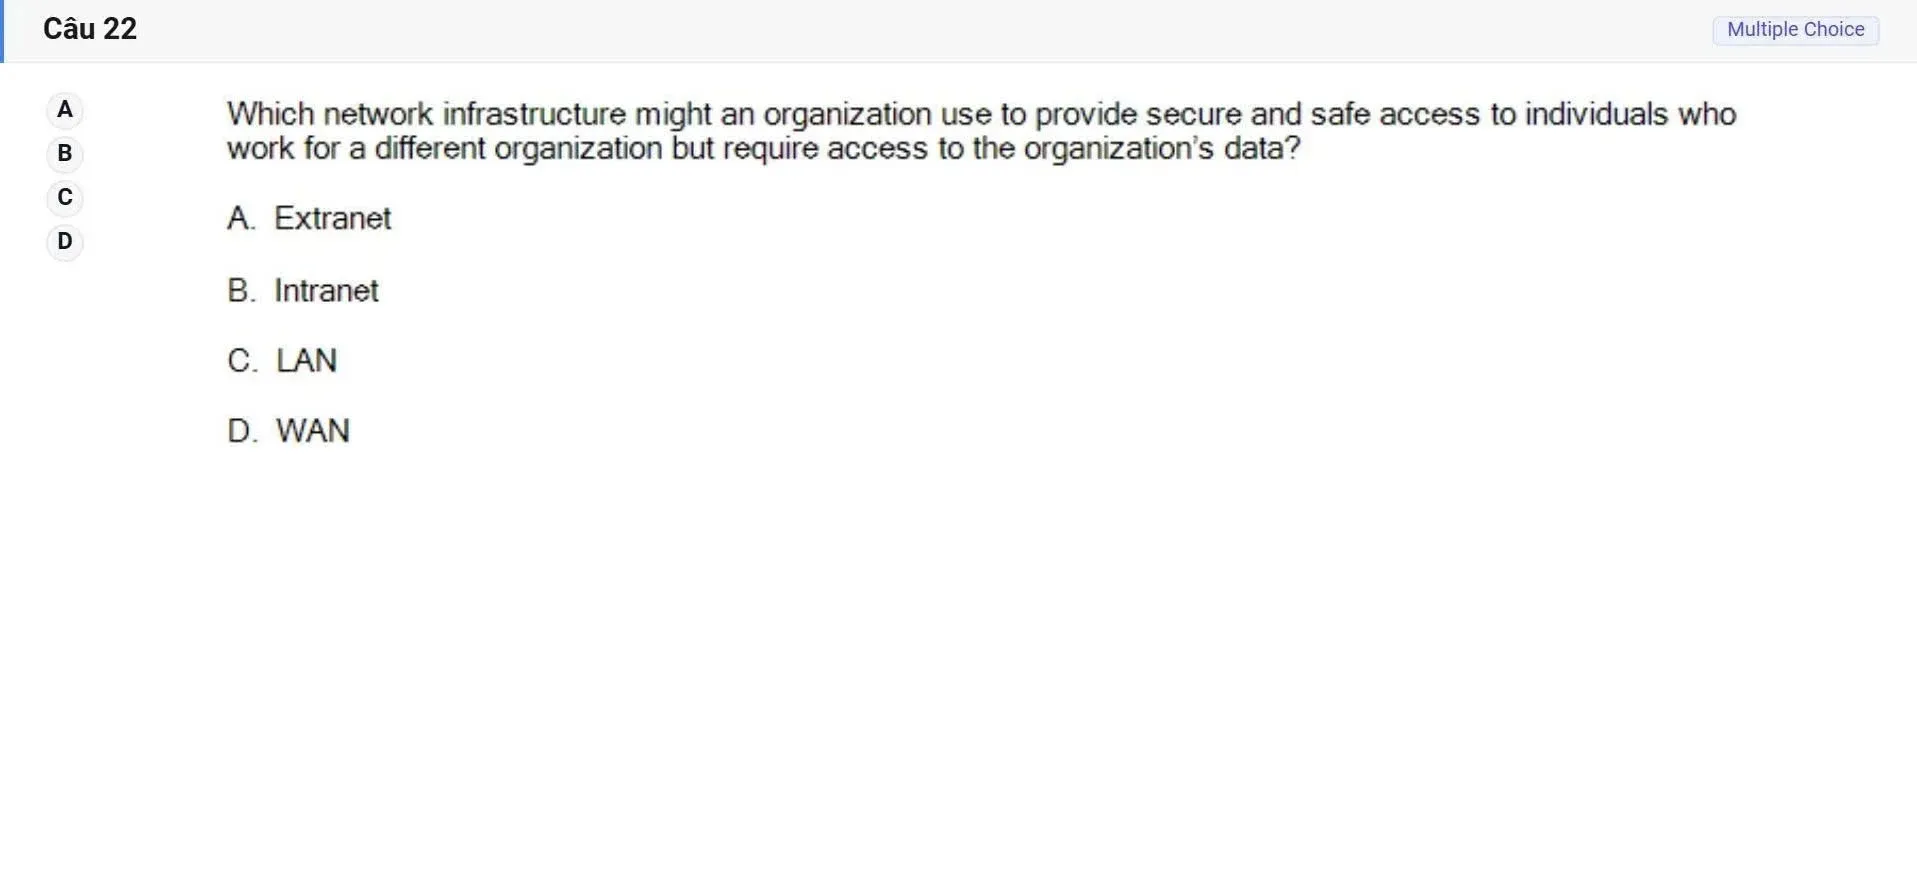 Câu 22
Multiple Choice
A
B
C
D
Which network infrastructure might an organization use to provide secure and safe access to individuals who
work for a different organization but require access to the organization's data?
A. Extranet
B. Intranet
C. LAN
D. WAN